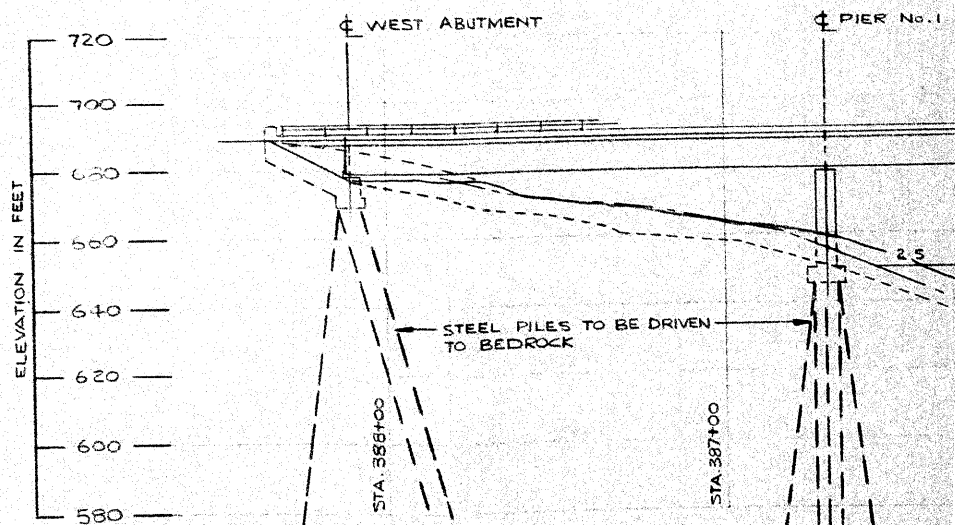 ℄ WEST ABUTMENT
℄ PIER No. 1
ELEVATION IN FEET
720
700
680
660
640
620
600
580
2.5
STEEL PILES TO BE DRIVEN
TO BEDROCK
STA. 388+00
STA. 387+00